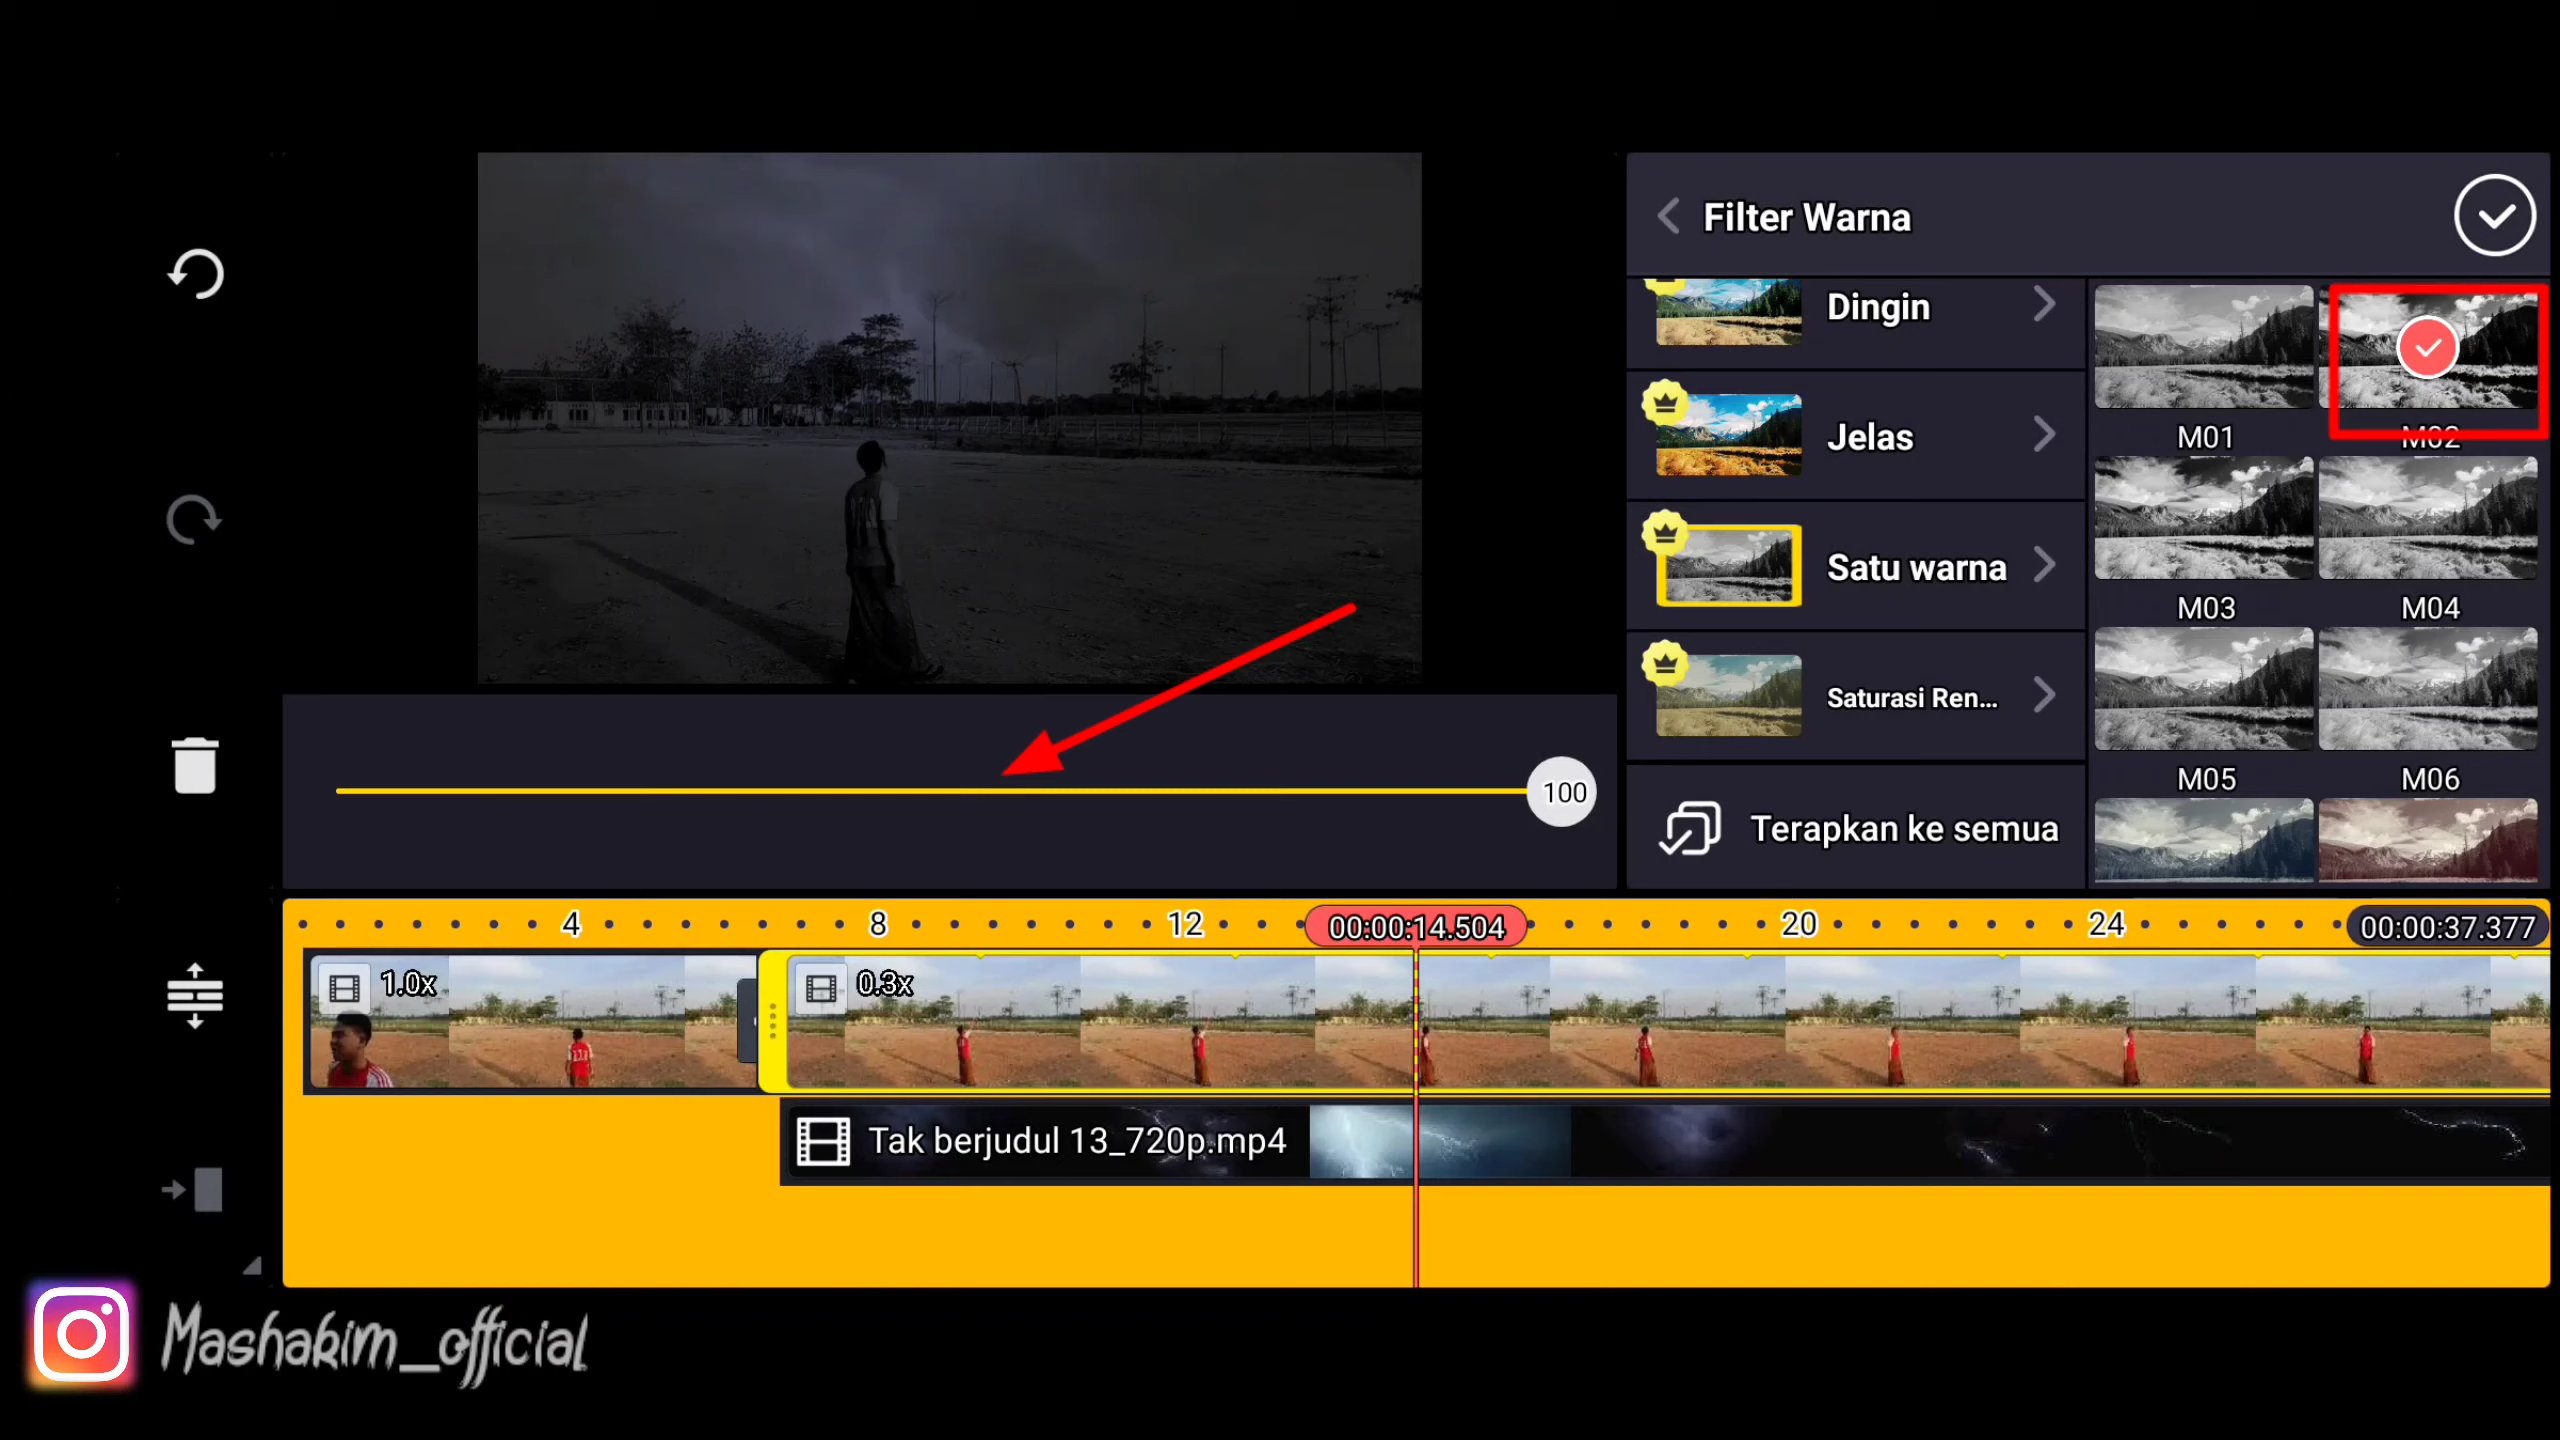 Filter Warna
Dingin
Jelas
Satu warna
Saturasi Ren...
Terapkan ke semua
M01
M02
M03
M04
M05
M06
100
4
8
12
00:00:14.504
20
24
00:00:37.377
1.0x
0.3x
Tak berjudul 13_720p.mp4
Mashakim_official